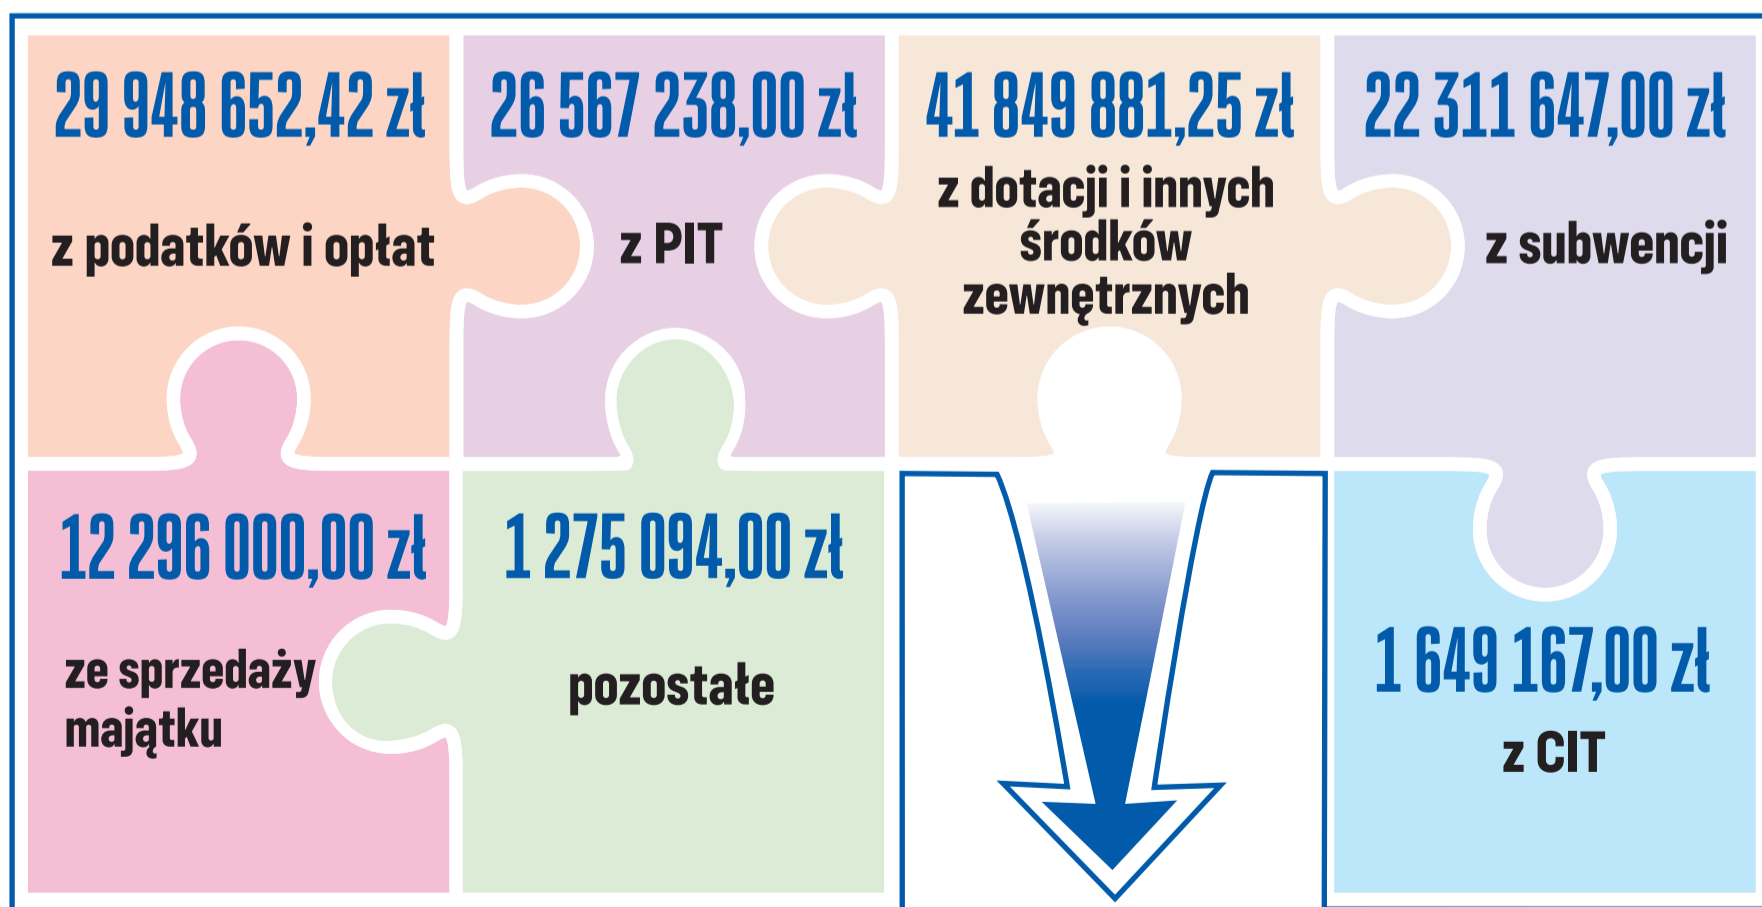 29 948 652,42 zł
z podatków i opłat
26 567 238,00 zł
z PIT
41 849 881,25 zł
z dotacji i innych
środków
zewnętrznych
22 311 647,00 zł
z subwencji
12 296 000,00 zł
ze sprzedaży
majątku
1 275 094,00 zł
pozostałe
1 649 167,00 zł
z CIT